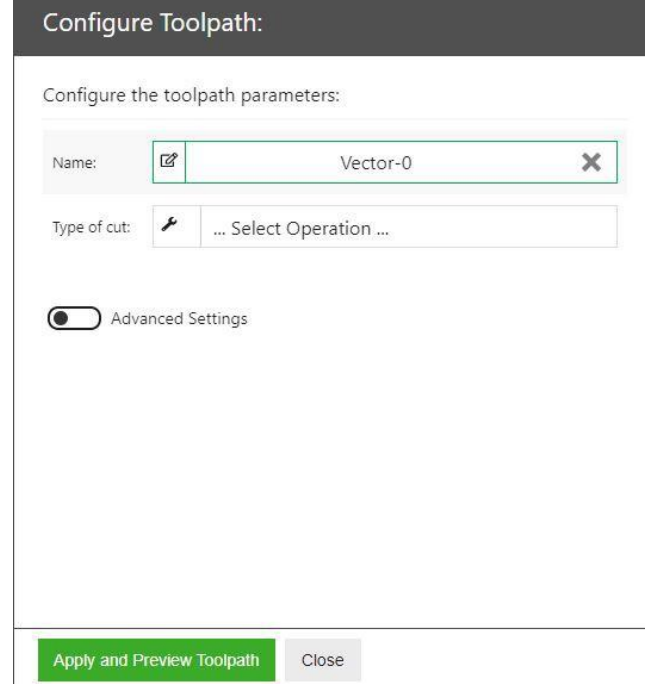 Configure Toolpath:
Configure the toolpath parameters:
Name: Vector-0
Type of cut: ... Select Operation ...
Advanced Settings
Apply and Preview Toolpath Close